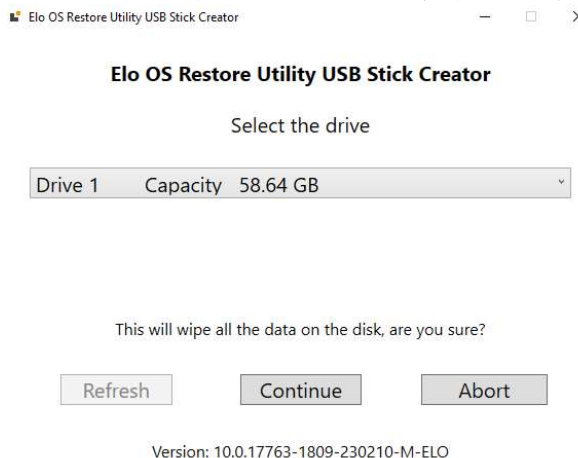 Elo OS Restore Utility USB Stick Creator
Elo OS Restore Utility USB Stick Creator
Select the drive
Drive 1 Capacity 58.64 GB
This will wipe all the data on the disk, are you sure?
Refresh Continue Abort
Version: 10.0.17763-1809-230210-M-ELO